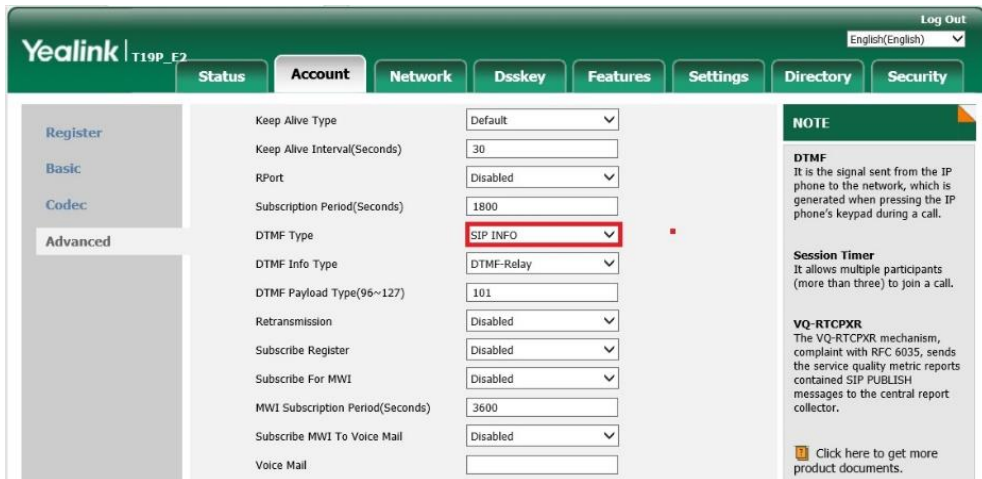 Log Out
English(English)
Yealink | T19P_E2
Status Account Network Dsskey Features Settings Directory Security
Register
Basic
Codec
Advanced
Keep Alive Type Default
Keep Alive Interval(Seconds) 30
RPort Disabled
Subscription Period(Seconds) 1800
DTMF Type SIP INFO
DTMF Info Type DTMF-Relay
DTMF Payload Type(96~127) 101
Retransmission Disabled
Subscribe Register Disabled
Subscribe For MWI Disabled
MWI Subscription Period(Seconds) 3600
Subscribe MWI To Voice Mail Disabled
Voice Mail
NOTE
DTMF
It is the signal sent from the IP
phone to the network, which is
generated when pressing the IP
phone's keypad during a call.
Session Timer
It allows multiple participants
(more than three) to join a call.
VQ-RTCPXR
The VQ-RTCPXR mechanism,
complaint with RFC 6035, sends
the service quality metric reports
contained SIP PUBLISH
messages to the central report
collector.
Click here to get more
product documents.